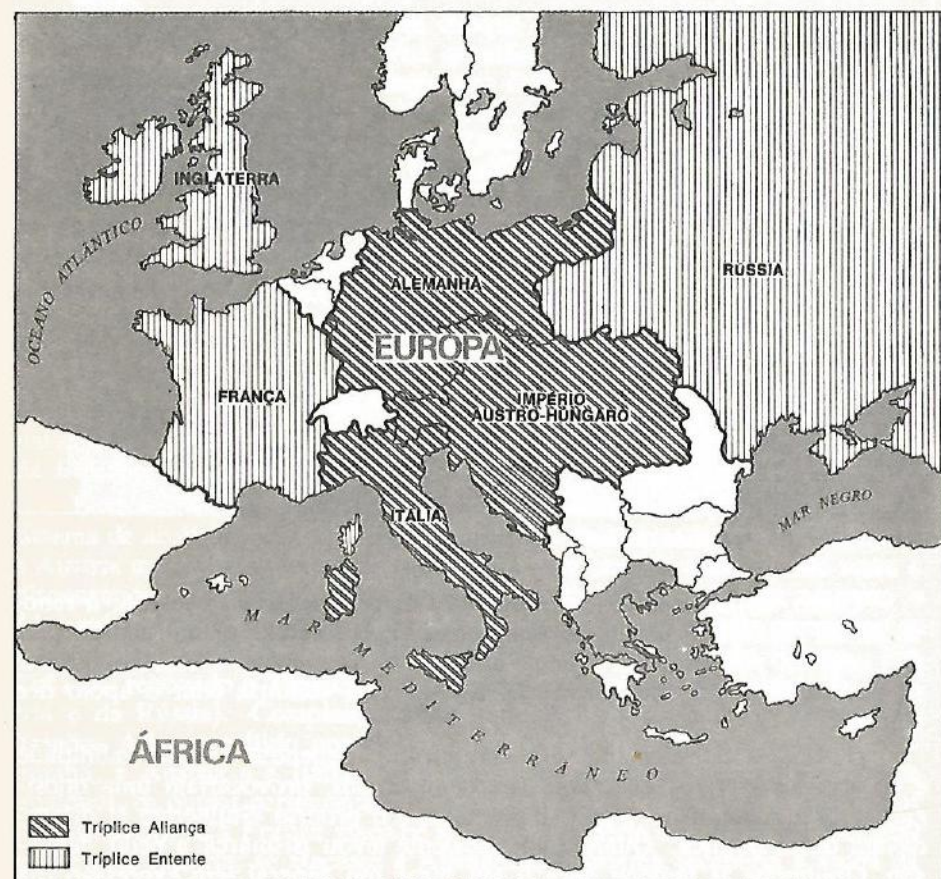 INGLATERRA
OCEANO ATLÂNTICO
RÚSSIA
ALEMANHA
EUROPA
FRANÇA
IMPÉRIO
AUSTRO-HÚNGARO
ITÁLIA
MAR NEGRO
MAR MEDITERRÂNEO
ÁFRICA
Tríplice Aliança
Tríplice Entente